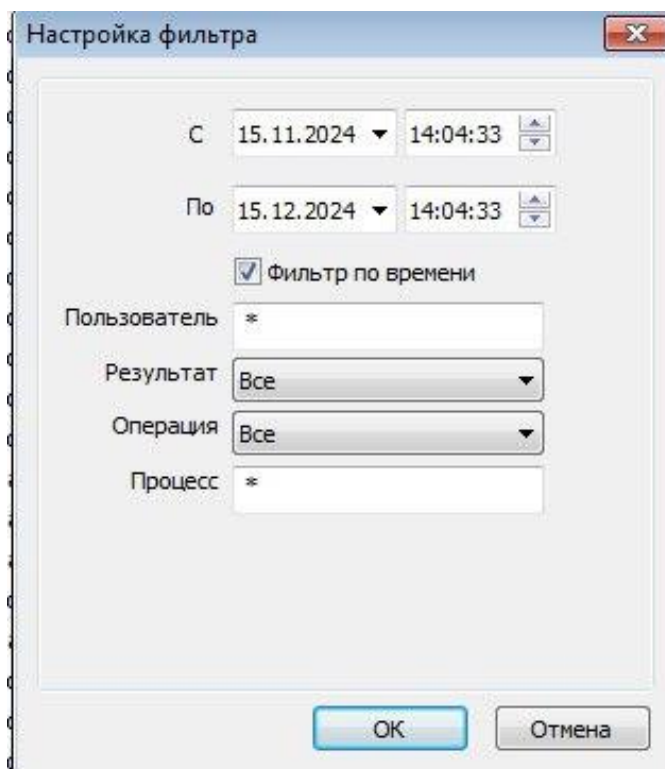 Настройка фильтра
С 15.11.2024 14:04:33
По 15.12.2024 14:04:33
Фильтр по времени
Пользователь *
Результат Все
Операция Все
Процесс *
ОК Отмена